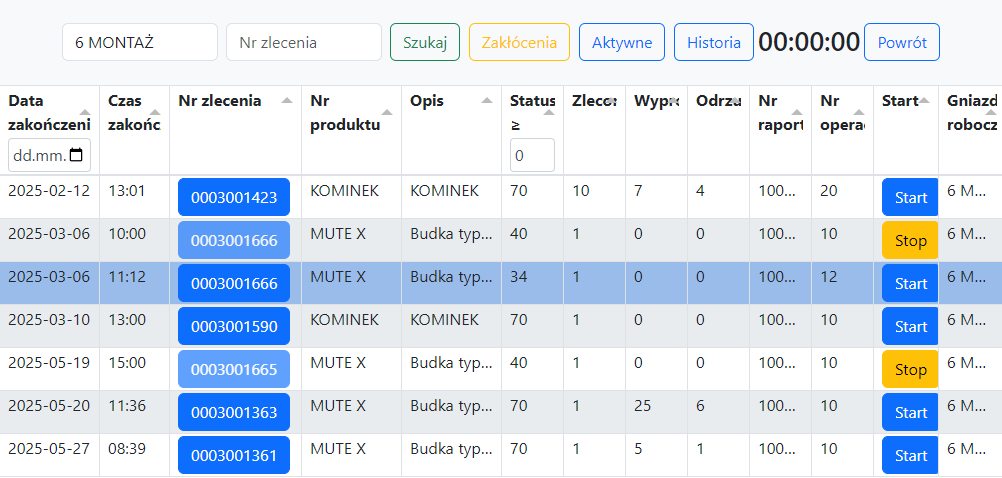 6 MONTAŻ Nr zlecenia Szukaj Zakłócenia Aktywne Historia 00:00:00 Powrót
Data Czas Nr zlecenia Nr Opis Status Zlecor Wypr Odrzu Nr Nr Start Gniazd
zakończeni zakońc produktu ≥ raport opera robocz
dd.mm. 0
2025-02-12 13:01 0003001423 KOMINEK KOMINEK 70 10 7 4 100... 20 Start 6 M...
2025-03-06 10:00 0003001666 MUTE X Budka typ... 40 1 0 0 100... 10 Stop 6 M...
2025-03-06 11:12 0003001666 MUTE X Budka typ... 34 1 0 0 100... 12 Start 6 M...
2025-03-10 13:00 0003001590 KOMINEK KOMINEK 70 1 0 0 100... 10 Start 6 M...
2025-05-19 15:00 0003001665 MUTE X Budka typ... 40 1 0 0 100... 10 Stop 6 M...
2025-05-20 11:36 0003001363 MUTE X Budka typ... 70 1 25 6 100... 10 Start 6 M...
2025-05-27 08:39 0003001361 MUTE X Budka typ... 70 1 5 1 100... 10 Start 6 M...